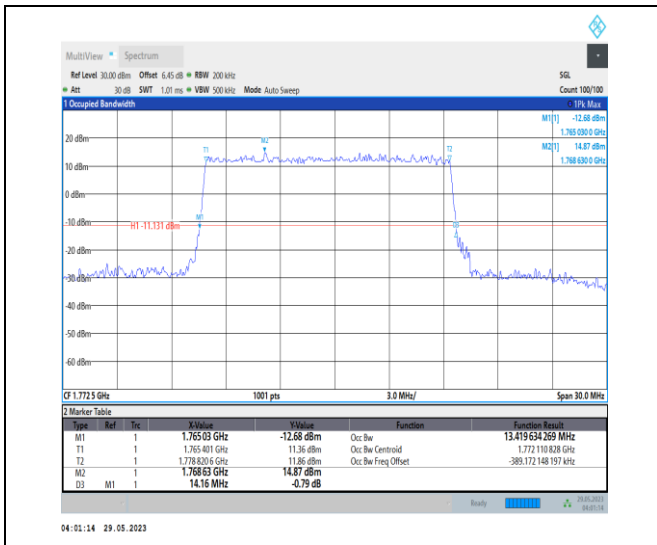 MultiView Spectrum
Ref Level 30.00 dBm Offset 6.45 dB RBW 200 kHz SGL
Att 30 dB SWT 1.01 ms VBW 500 kHz Mode Auto Sweep Count 100/100
1 Occupied Bandwidth 1Pk Max
M1[1] -12.68 dBm
1.765 030 0 GHz
M2[1] 14.87 dBm
1.768 630 0 GHz
20 dBm
T1 M2 T2
10 dBm
0 dBm
-10 dBm
M1
H1 -11.131 dBm
D3
-20 dBm
-30 dBm
-40 dBm
-50 dBm
-60 dBm
CF 1.772 5 GHz 1001 pts 3.0 MHz/ Span 30.0 MHz
2 Marker Table
Type Ref Trc X-Value Y-Value Function Function Result
M1 1 1.765 03 GHz -12.68 dBm Occ Bw 13.419 634 269 MHz
T1 1 1.765 401 GHz 11.36 dBm Occ Bw Centroid 1.772 110 828 GHz
T2 1 1.778 820 6 GHz 11.86 dBm Occ Bw Freq Offset -389.172 148 197 kHz
M2 1 1.768 63 GHz 14.87 dBm
D3 M1 1 14.16 MHz -0.79 dB
Ready 29.05.2023
04:01:14
04:01:14 29.05.2023